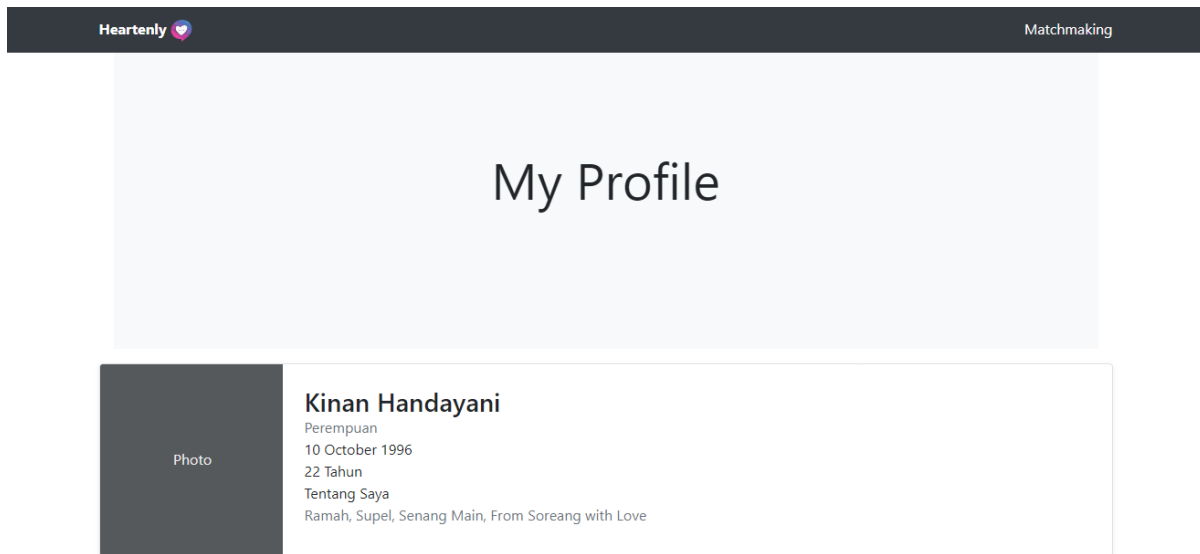 Heartenly
Matchmaking
My Profile
Photo
Kinan Handayani
Perempuan
10 October 1996
22 Tahun
Tentang Saya
Ramah, Supel, Senang Main, From Soreang with Love